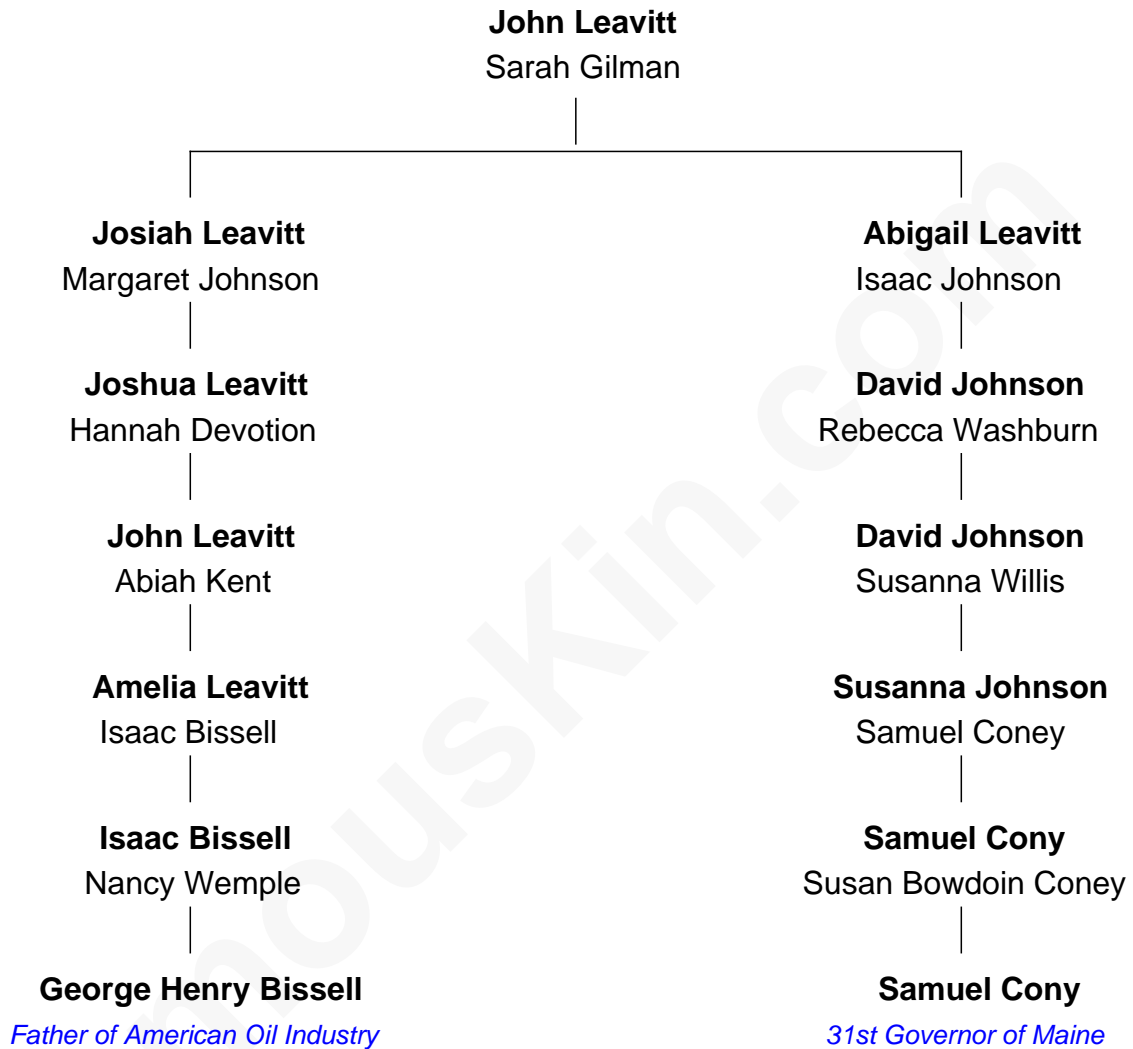 John Leavitt
Sarah Gilman
Josiah Leavitt
Margaret Johnson
Abigail Leavitt
Isaac Johnson
Joshua Leavitt
Hannah Devotion
David Johnson
Rebecca Washburn
John Leavitt
Abiah Kent
David Johnson
Susanna Willis
Amelia Leavitt
Isaac Bissell
Susanna Johnson
Samuel Coney
Isaac Bissell
Nancy Wemple
Samuel Cony
Susan Bowdoin Coney
George Henry Bissell
Father of American Oil Industry
Samuel Cony
31st Governor of Maine
mousKin.com